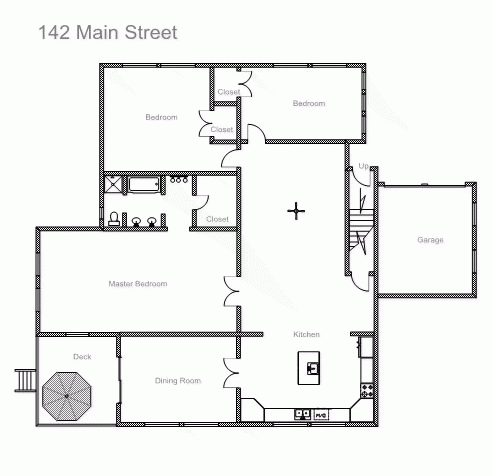 142 Main Street
Closet
Bedroom
Bedroom
Closet
Up
Closet
Garage
Master Bedroom
Kitchen
Deck
Dining Room